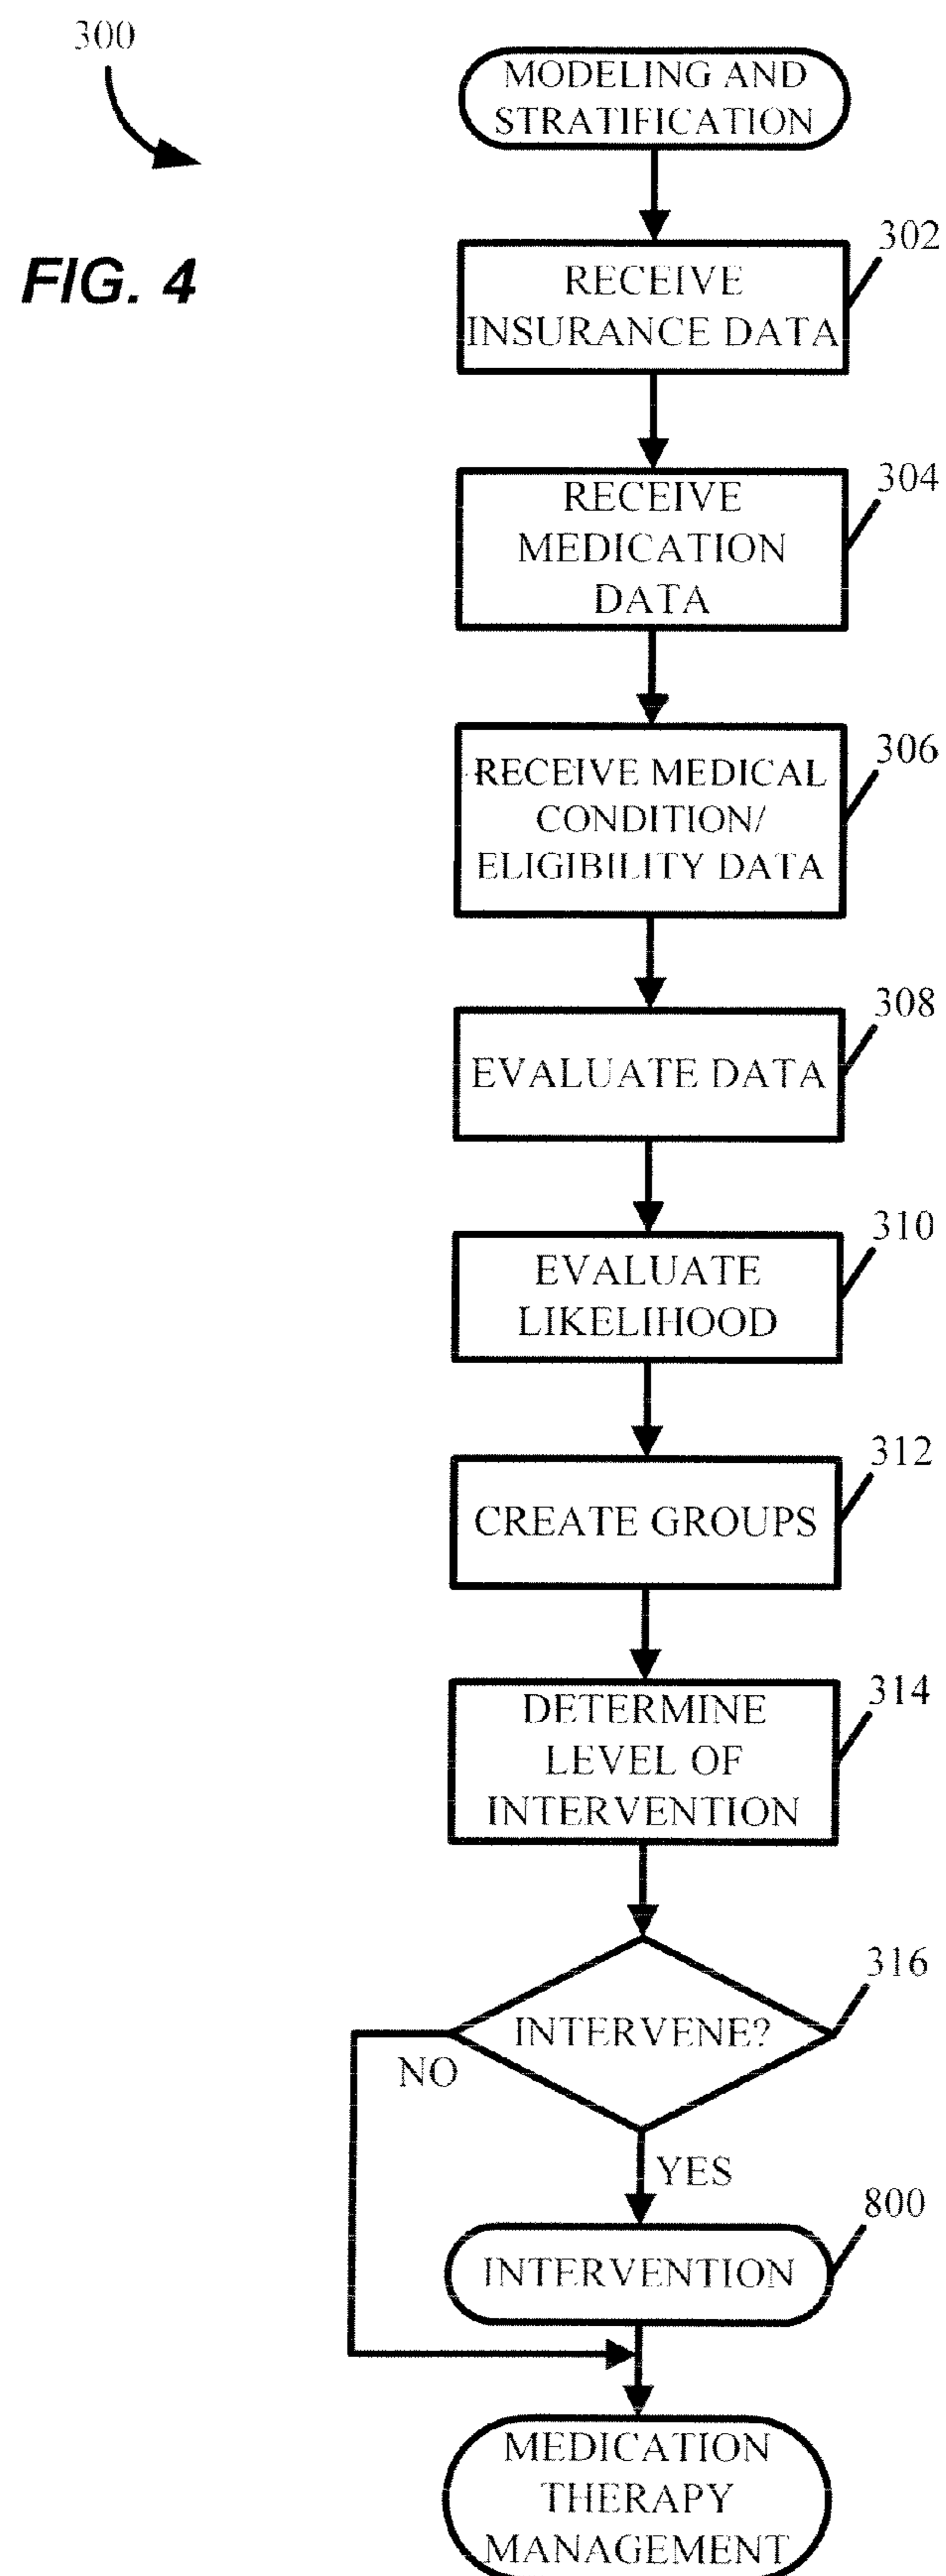 300
MODELING AND
STRATIFICATION
FIG. 4
302
RECEIVE
INSURANCE DATA
304
RECEIVE
MEDICATION
DATA
306
RECEIVE MEDICAL
CONDITION/
ELIGIBILITY DATA
308
EVALUATE DATA
310
EVALUATE
LIKELIHOOD
312
CREATE GROUPS
314
DETERMINE
LEVEL OF
INTERVENTION
316
INTERVENE?
NO
YES
800
INTERVENTION
MEDICATION
THERAPY
MANAGEMENT